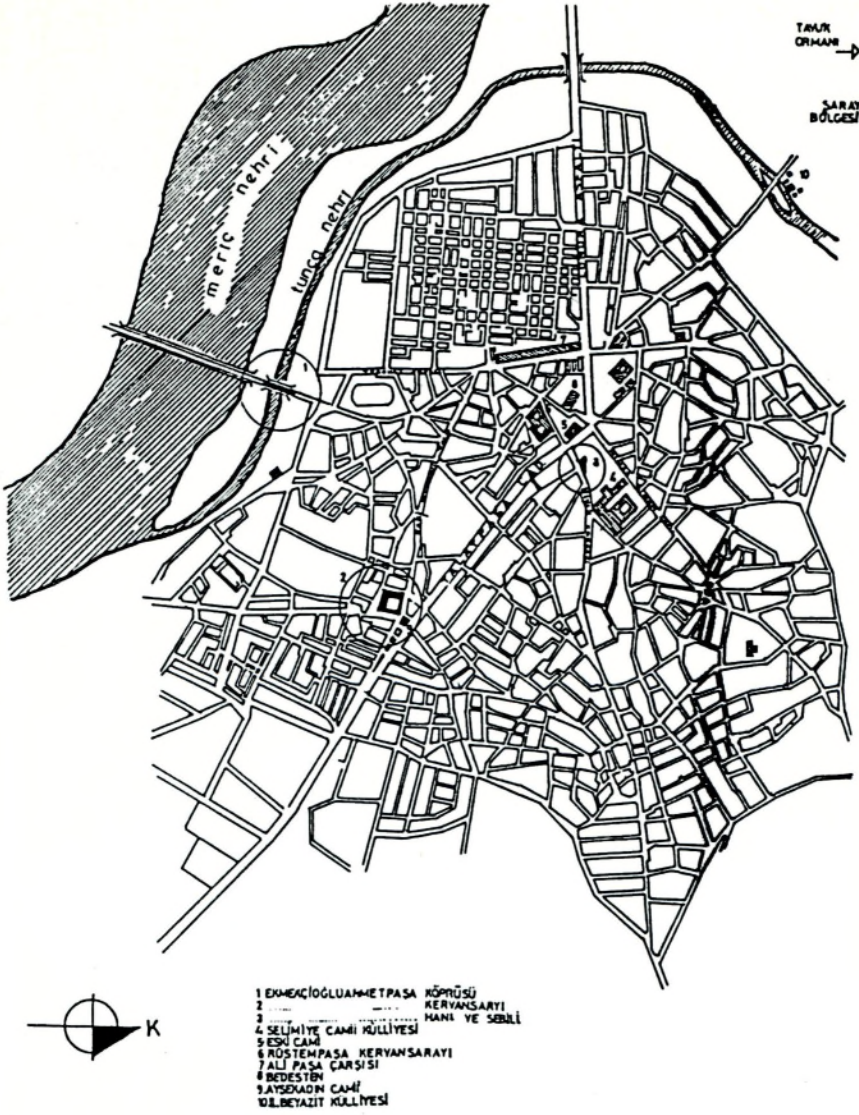 TAVUK
ORMANI
SARAY
BÖLGESİ
meriç nehri
tunca nehri
K
1 EKMEKÇİOĞLUAHMETPAŞA KÖPRÜSÜ
2 KERVANSARYI
3 HANI VE SEBİLİ
4 SELİMİYE CAMİİ KÜLLİYESİ
5 ESKİ CAMİ
6 RÜSTEMPAŞA KERVANSARAYI
7 ALİ PAŞA ÇARŞISI
8 BEDESTEN
9 AYŞEKADIN CAMİ
10 II.BEYAZIT KÜLLİYESİ